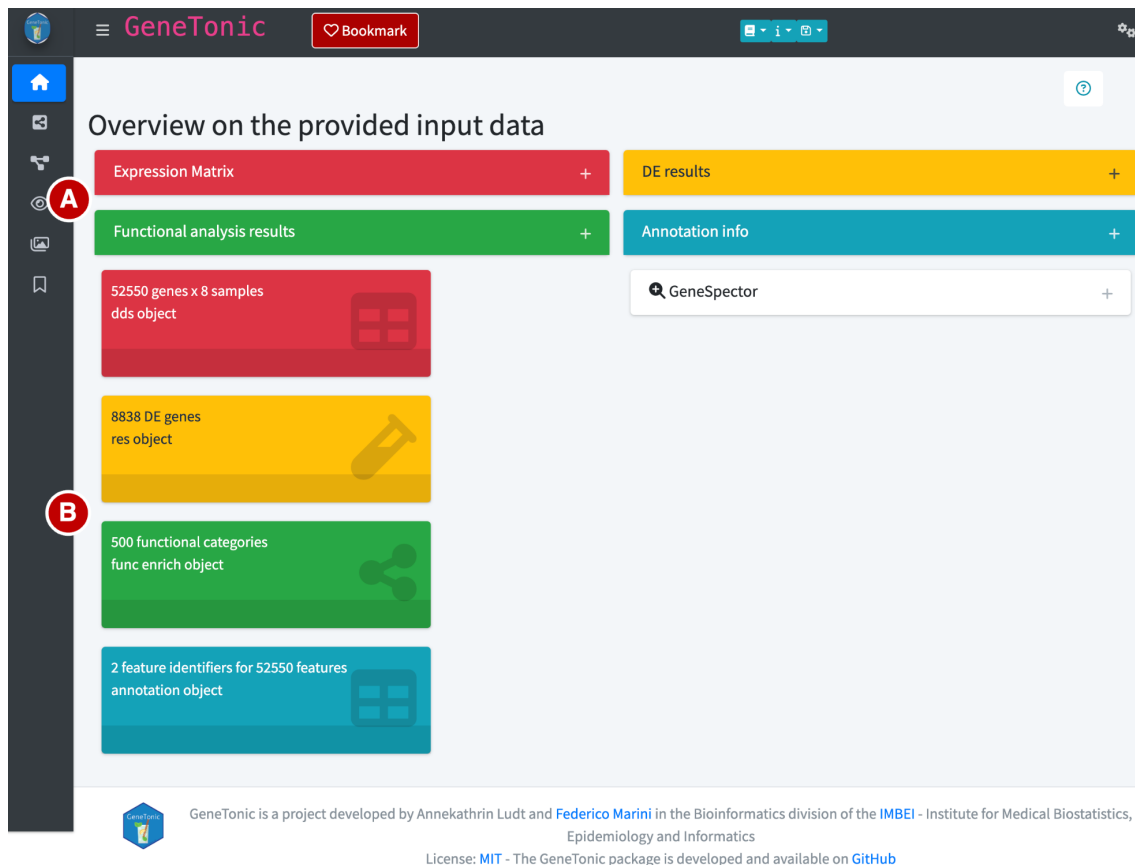 GeneTonic
GeneTonic
Bookmark
i
Overview on the provided input data
Expression Matrix
DE results
A
Functional analysis results
Annotation info
52550 genes x 8 samples
dds object
GeneSpector
8838 DE genes
res object
B
500 functional categories
func enrich object
2 feature identifiers for 52550 features
annotation object
GeneTonic
GeneTonic is a project developed by Annekathrin Ludt and Federico Marini in the Bioinformatics division of the IMBEI - Institute for Medical Biostatistics,
Epidemiology and Informatics
License: MIT - The GeneTonic package is developed and available on GitHub